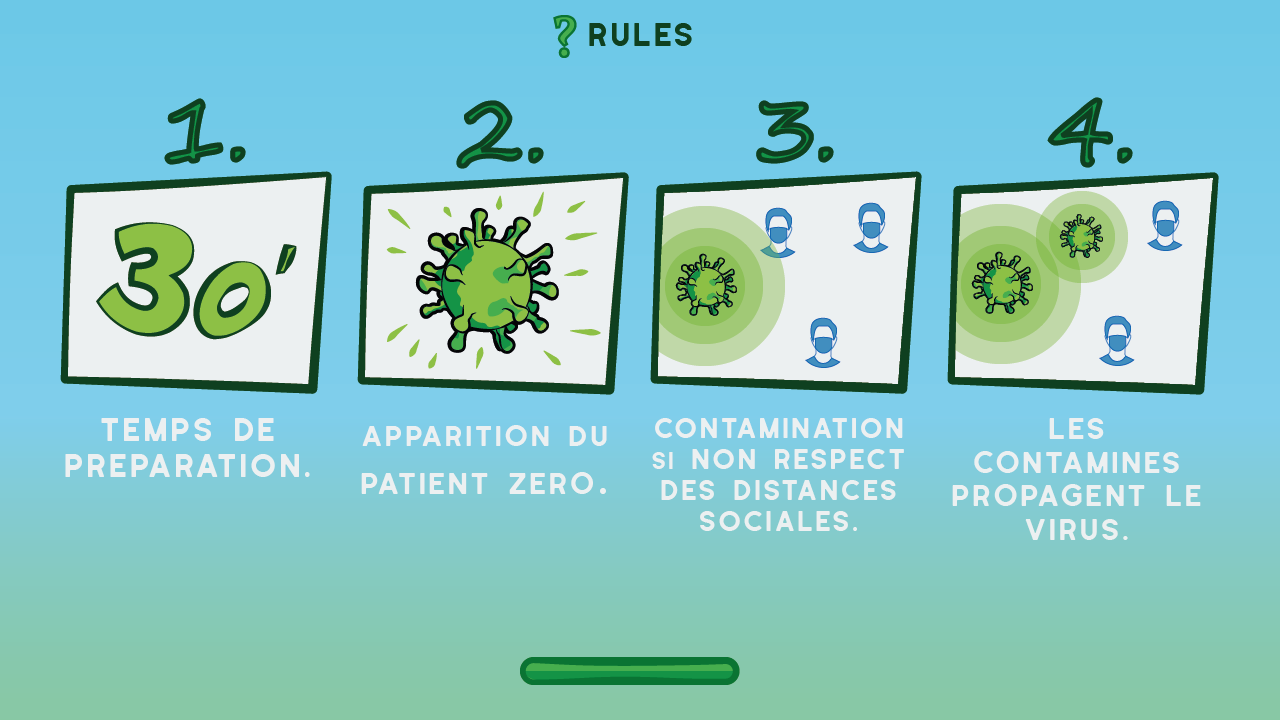 ? RULES
1.
2.
3.
4.
30'
TEMPS DE
PREPARATION.
APPARITION DU
PATIENT ZERO.
CONTAMINATION
SI NON RESPECT
DES DISTANCES
SOCIALES.
LES
CONTAMINES
PROPAGENT LE
VIRUS.